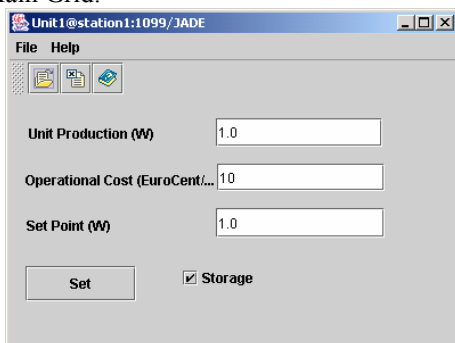 ain Grid.
Unit1@station1:1099/JADE
File Help
Unit Production (W) 1.0
Operational Cost (EuroCent/... 10
Set Point (W) 1.0
Set Storage